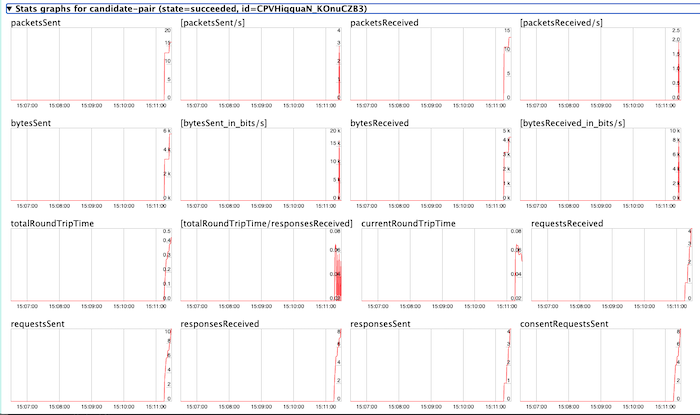 ▼ Stats graphs for candidate-pair (state=succeeded, id=CPVHiqquaN_KOnuCZB3)
packetsSent [packetsSent/s] packetsReceived [packetsReceived/s]
20 4 15 2.5
15 3 10 2.0
10 2 5 1.5
5 1 0 1.0
0 0 0.5
0.0
15:07:00 15:08:00 15:09:00 15:10:00 15:11:00 15:07:00 15:08:00 15:09:00 15:10:00 15:11:00 15:07:00 15:08:00 15:09:00 15:10:00 15:11:00 15:07:00 15:08:00 15:09:00 15:10:00 15:11:00
bytesSent [bytesSent_in_bits/s] bytesReceived [bytesReceived_in_bits/s]
6 k 20 k 5 k 10 k
4 k 15 k 4 k 8 k
2 k 10 k 3 k 6 k
0 k 5 k 2 k 4 k
0 k 1 k 2 k
0 k 0 k
15:07:00 15:08:00 15:09:00 15:10:00 15:11:00 15:07:00 15:08:00 15:09:00 15:10:00 15:11:00 15:07:00 15:08:00 15:09:00 15:10:00 15:11:00 15:07:00 15:08:00 15:09:00 15:10:00 15:11:00
totalRoundTripTime [totalRoundTripTime/responsesReceived] currentRoundTripTime requestsReceived
0.5 0.08 0.08 4
0.4 0.06 0.06 3
0.3 0.04 0.04 2
0.2 0.02 0.02 1
0.1 0
0.0
15:07:00 15:08:00 15:09:00 15:10:00 15:11:00 15:07:00 15:08:00 15:09:00 15:10:00 15:11:00 15:07:00 15:08:00 15:09:00 15:10:00 15:11:00 15:07:00 15:08:00 15:09:00 15:10:00 15:11:00
requestsSent responsesReceived responsesSent consentRequestsSent
10 8 4 8
8 6 3 6
6 4 2 4
4 2 1 2
2 0 0 0
0
15:07:00 15:08:00 15:09:00 15:10:00 15:11:00 15:07:00 15:08:00 15:09:00 15:10:00 15:11:00 15:07:00 15:08:00 15:09:00 15:10:00 15:11:00 15:07:00 15:08:00 15:09:00 15:10:00 15:11:00